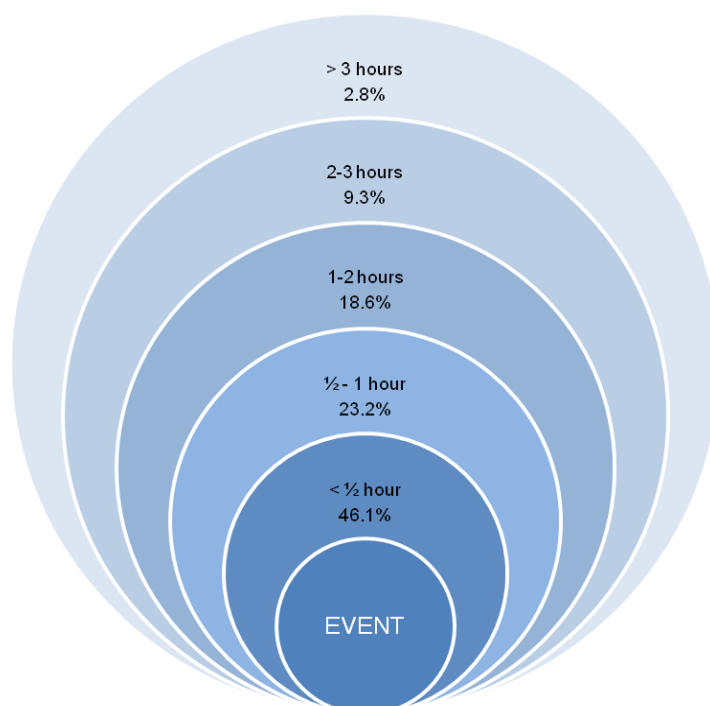 > 3 hours
2.8%
2-3 hours
9.3%
1-2 hours
18.6%
½ - 1 hour
23.2%
< ½ hour
46.1%
EVENT